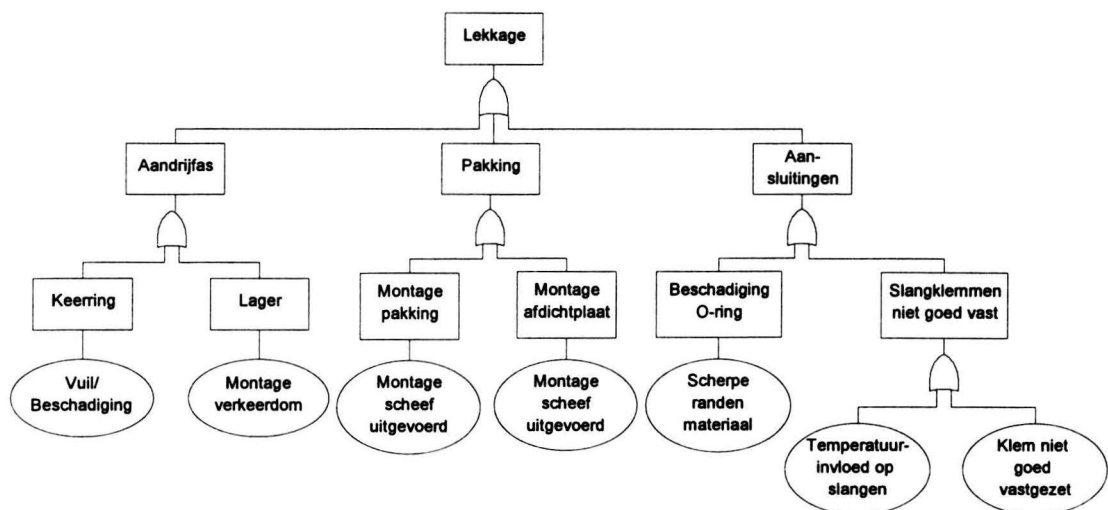 Lekkage
Aandrijfas
Pakking
Aan-
sluitingen
Keerring
Lager
Montage
pakking
Montage
afdichtplaat
Beschadiging
O-ring
Slangklemmen
niet goed vast
Vuil/
Beschadiging
Montage
verkeerdom
Montage
scheef
uitgevoerd
Montage
scheef
uitgevoerd
Scherpe
randen
materiaal
Temperatuur-
invloed op
slangen
Klem niet
goed
vastgezet